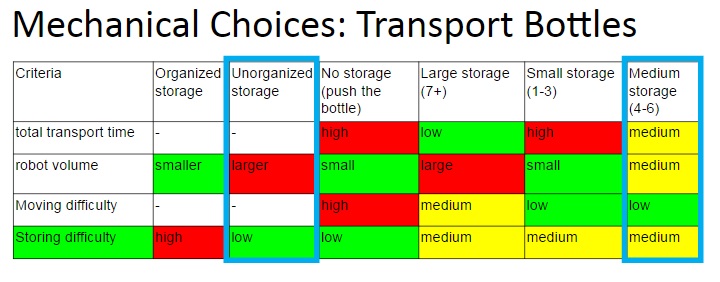 Mechanical Choices: Transport Bottles
Criteria Organized storage Unorganized storage No storage (push the bottle) Large storage (7+) Small storage (1-3) Medium storage (4-6)
total transport time - - high low high medium
robot volume smaller larger small large small medium
Moving difficulty - - high medium low low
Storing difficulty high low low medium medium medium